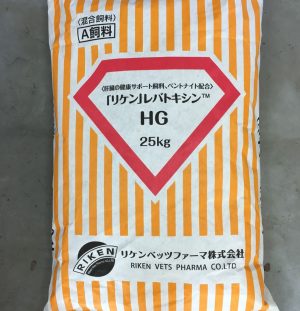 〈混合飼料〉
A飼料
〈肝臓の健康サポート飼料、ベントナイト配合〉
「リケン」レバトキシン™
HG
25kg
RIKEN
リケンベッツファーマ株式会社
RIKEN VETS PHARMA CO.LTD